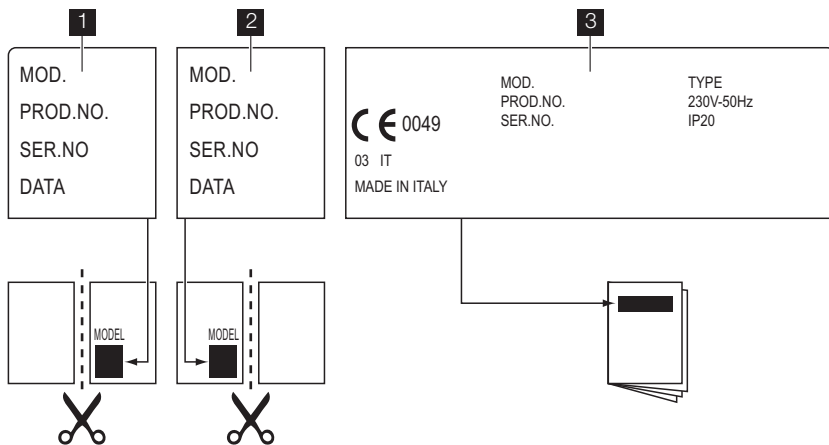 1
MOD.
PROD.NO.
SER.NO
DATA
MODEL
2
MOD.
PROD.NO.
SER.NO
DATA
MODEL
3
CE 0049
03 IT
MADE IN ITALY
MOD.
PROD.NO.
SER.NO.
TYPE
230V-50Hz
IP20